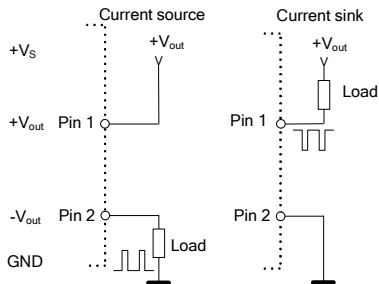 Current source
Current sink
+V_S
+V_out
+V_out
Load
+V_out
Pin 1
Pin 1
-V_out
Pin 2
Pin 2
Load
GND